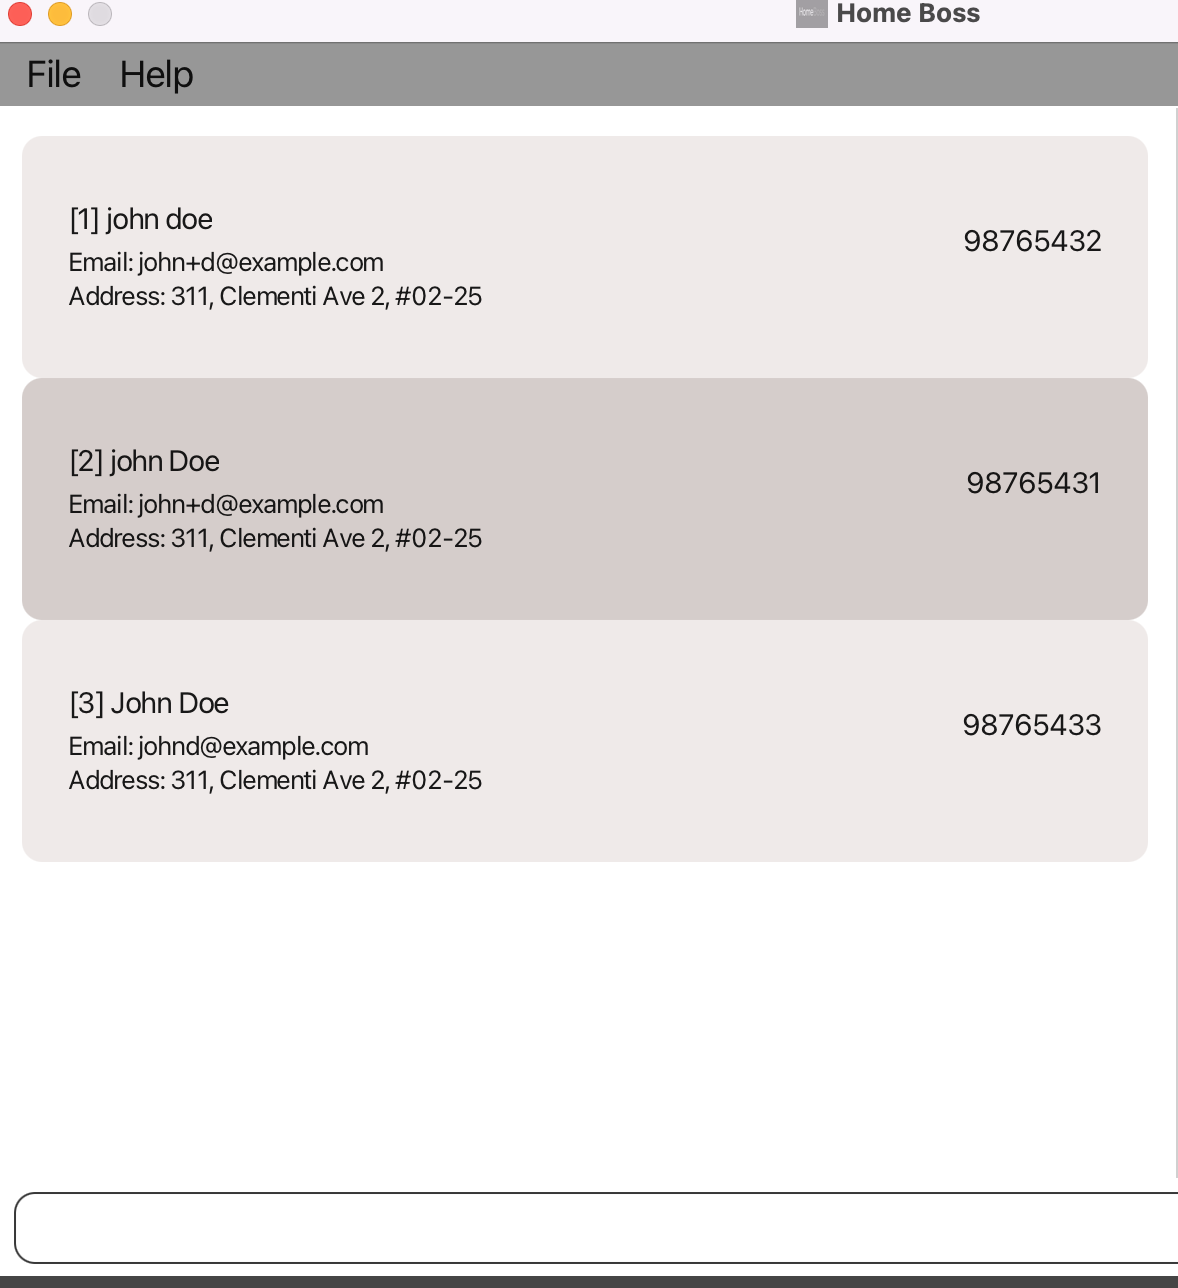 Home Boss
File Help
[1] john doe
98765432
Email: john+d@example.com
Address: 311, Clementi Ave 2, #02-25
[2] john Doe
98765431
Email: john+d@example.com
Address: 311, Clementi Ave 2, #02-25
[3] John Doe
98765433
Email: johnd@example.com
Address: 311, Clementi Ave 2, #02-25